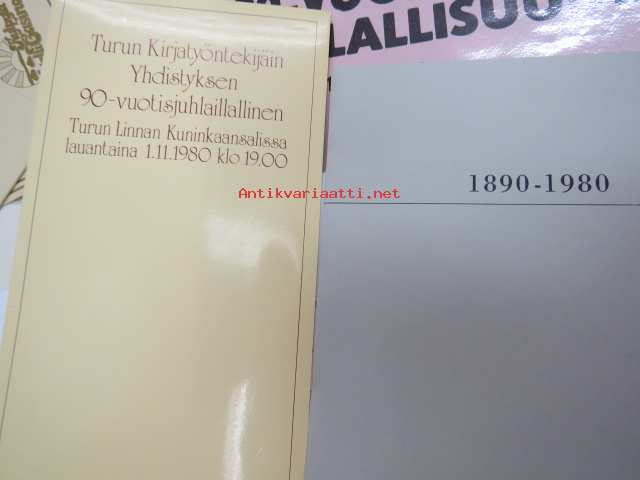 Turun Kirjatyöntekijäin
Yhdistyksen
90-vuotisjuhlaillallinen
Turun Linnan Kuninkaansalissa
lauantaina 1.11.1980 klo 19.00
Antikvariaatti.net
1890-1980